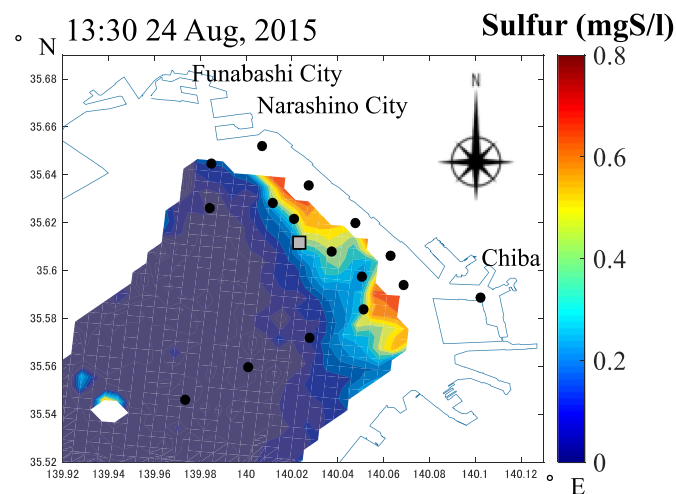 13:30 24 Aug, 2015
Sulfur (mgS/l)
° N
Funabashi City
Narashino City
N
Chiba
35.68
35.66
35.64
35.62
35.6
35.58
35.56
35.54
35.52
139.92 139.94 139.96 139.98 140 140.02 140.04 140.06 140.08 140.1 140.12
° E
0.8
0.6
0.4
0.2
0